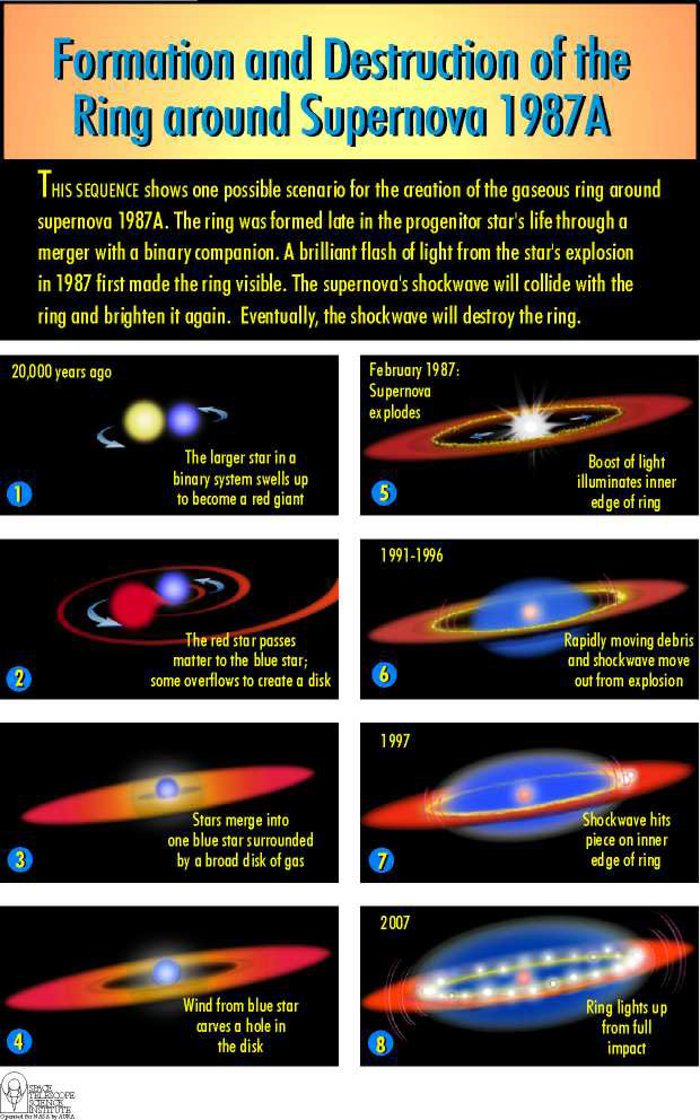 Formation and Destruction of the
Ring around Supernova 1987A
THIS SEQUENCE shows one possible scenario for the creation of the gaseous ring around
supernova 1987A. The ring was formed late in the progenitor star's life through a
merger with a binary companion. A brilliant flash of light from the star's explosion
in 1987 first made the ring visible. The supernova's shockwave will collide with the
ring and brighten it again. Eventually, the shockwave will destroy the ring.
20,000 years ago
The larger star in a
binary system swells up
to become a red giant
1
The red star passes
matter to the blue star;
some overflows to create a disk
2
Stars merge into
one blue star surrounded
by a broad disk of gas
3
Wind from blue star
carves a hole in
the disk
4
February 1987:
Supernova
explodes
Boost of light
illuminates inner
edge of ring
5
1991-1996
Rapidly moving debris
and shockwave move
out from explosion
6
1997
Shockwave hits
piece on inner
edge of ring
7
2007
Ring lights up
from full
impact
8
SPACE
TELESCOPE
SCIENCE
INSTITUTE
Operated for NASA by AURA